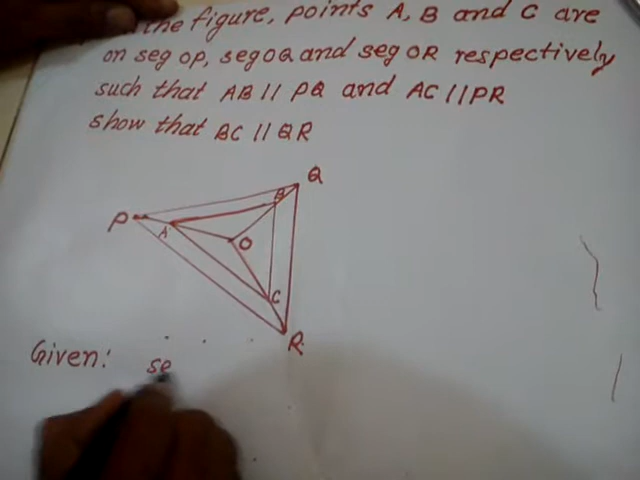 the figure, points A, B and C are
on seg OP, seg OQ and seg OR respectively
such that AB // PQ and AC // PR
show that BC // QR
Q
B
P
A
O
C
R
Given: se